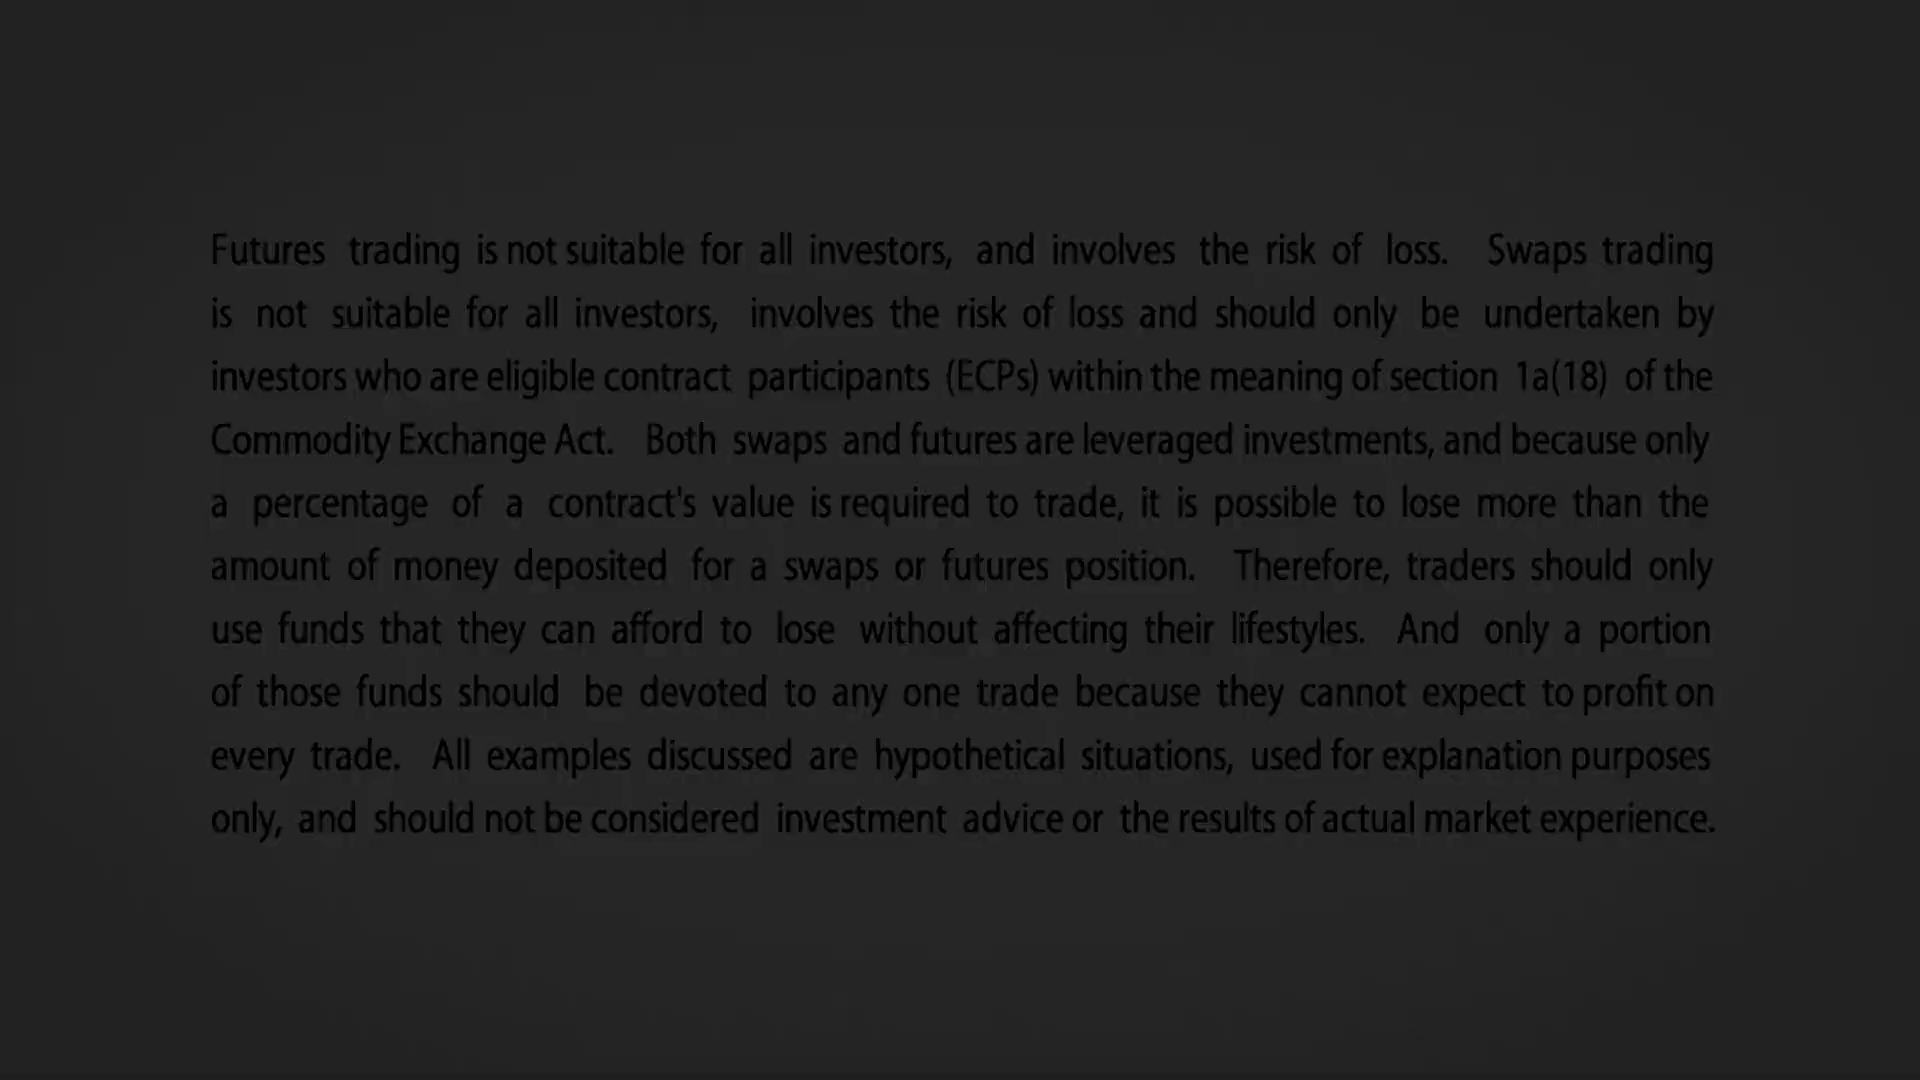 Futures trading is not suitable for all investors, and involves the risk of loss. Swaps trading
is not suitable for all investors, involves the risk of loss and should only be undertaken by
investors who are eligible contract participants (ECPs) within the meaning of section 1a(18) of the
Commodity Exchange Act. Both swaps and futures are leveraged investments, and because only
a percentage of a contract's value is required to trade, it is possible to lose more than the
amount of money deposited for a swaps or futures position. Therefore, traders should only
use funds that they can afford to lose without affecting their lifestyles. And only a portion
of those funds should be devoted to any one trade because they cannot expect to profit on
every trade. All examples discussed are hypothetical situations, used for explanation purposes
only, and should not be considered investment advice or the results of actual market experience.